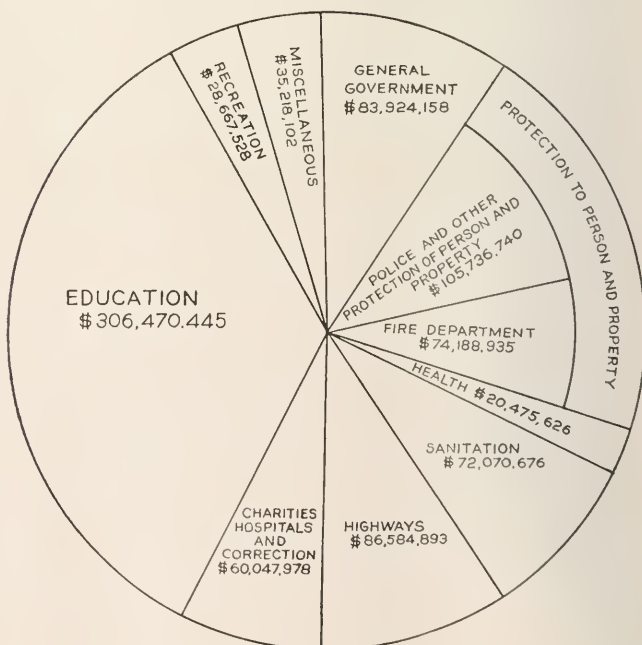 GENERAL
GOVERNMENT
$83,924,158
PROTECTION TO PERSON AND PROPERTY
POLICE AND OTHER
PROTECTION OF PERSON AND
PROPERTY
$105,736,740
FIRE DEPARTMENT
$74,188,935
HEALTH $20,475,626
SANITATION
$72,070,676
HIGHWAYS
$86,584,893
CHARITIES
HOSPITALS
AND
CORRECTION
$60,047,978
EDUCATION
$306,470.445
RECREATION
$28,667,528
MISCELLANEOUS
$35,218,102